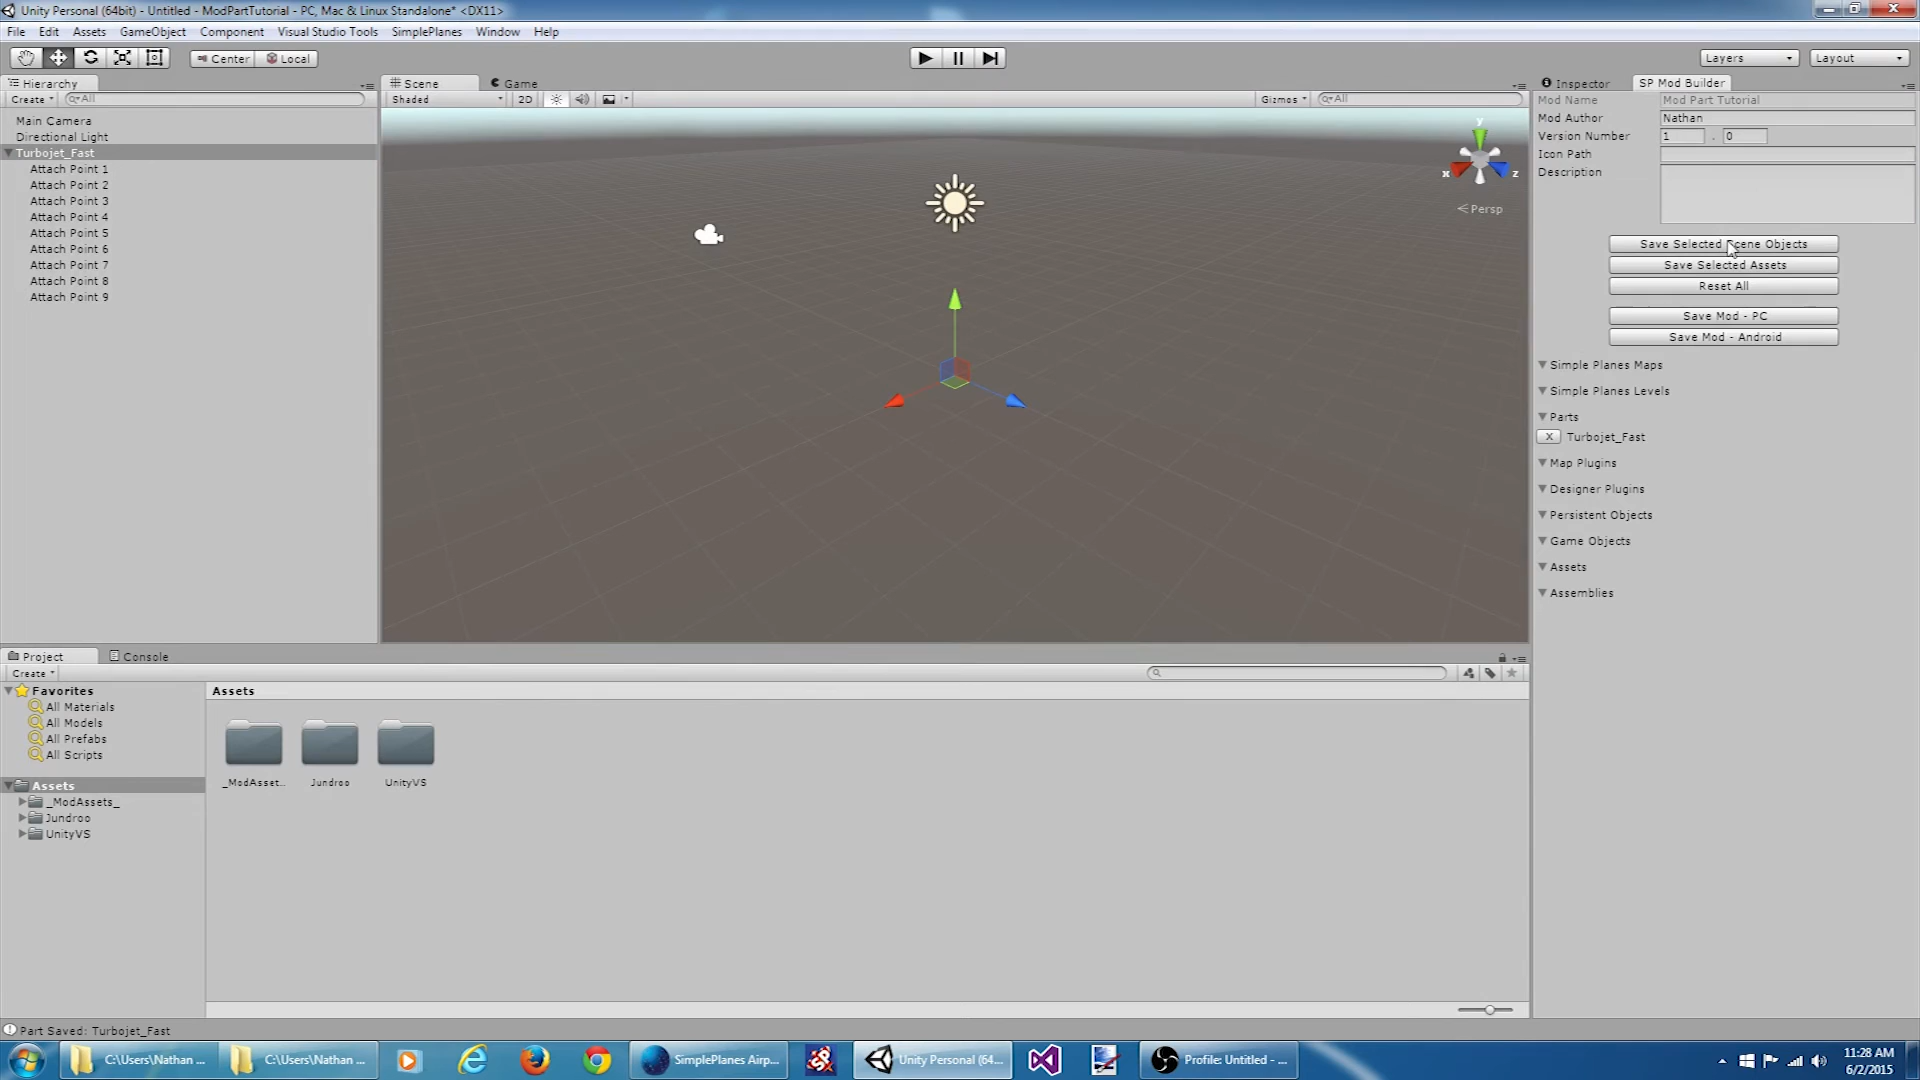 Unity Personal (64bit) - Untitled - ModPartTutorial - PC, Mac & Linux Standalone* <DX11>
File Edit Assets GameObject Component Visual Studio Tools SimplePlanes Window Help
Center Local Layers Layout
Hierarchy
Create All
Main Camera
Directional Light
Turbojet_Fast
Attach Point 1
Attach Point 2
Attach Point 3
Attach Point 4
Attach Point 5
Attach Point 6
Attach Point 7
Attach Point 8
Attach Point 9
Scene Game
Shaded 2D Gizmos All
y
x z
Persp
Inspector SP Mod Builder
Mod Name Mod Part Tutorial
Mod Author Nathan
Version Number 1 . 0
Icon Path
Description
Save Selected Scene Objects
Save Selected Assets
Reset All
Save Mod - PC
Save Mod - Android
Simple Planes Maps
Simple Planes Levels
Parts
X Turbojet_Fast
Map Plugins
Designer Plugins
Persistent Objects
Game Objects
Assets
Assemblies
Project Console
Create
Favorites
All Materials
All Models
All Prefabs
All Scripts
Assets
_ModAssets_
Jundroo
UnityVS
Assets
_ModAsset..
Jundroo
UnityVS
Part Saved: Turbojet_Fast
C:\Users\Nathan ... C:\Users\Nathan ... SimplePlanes Airp... Unity Personal (64... Profile: Untitled - ...
11:28 AM
6/2/2015